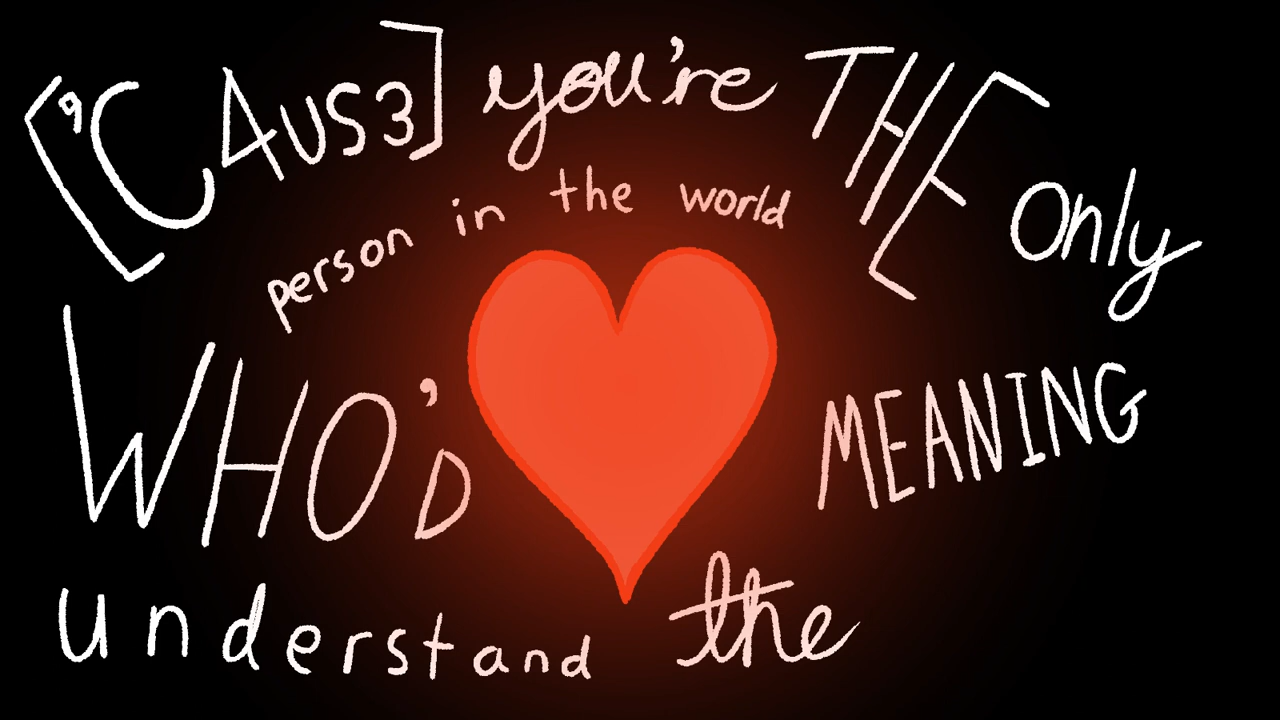 ['C4US3] you're THE only
person in the world
WHO'D
understand the
MEANING